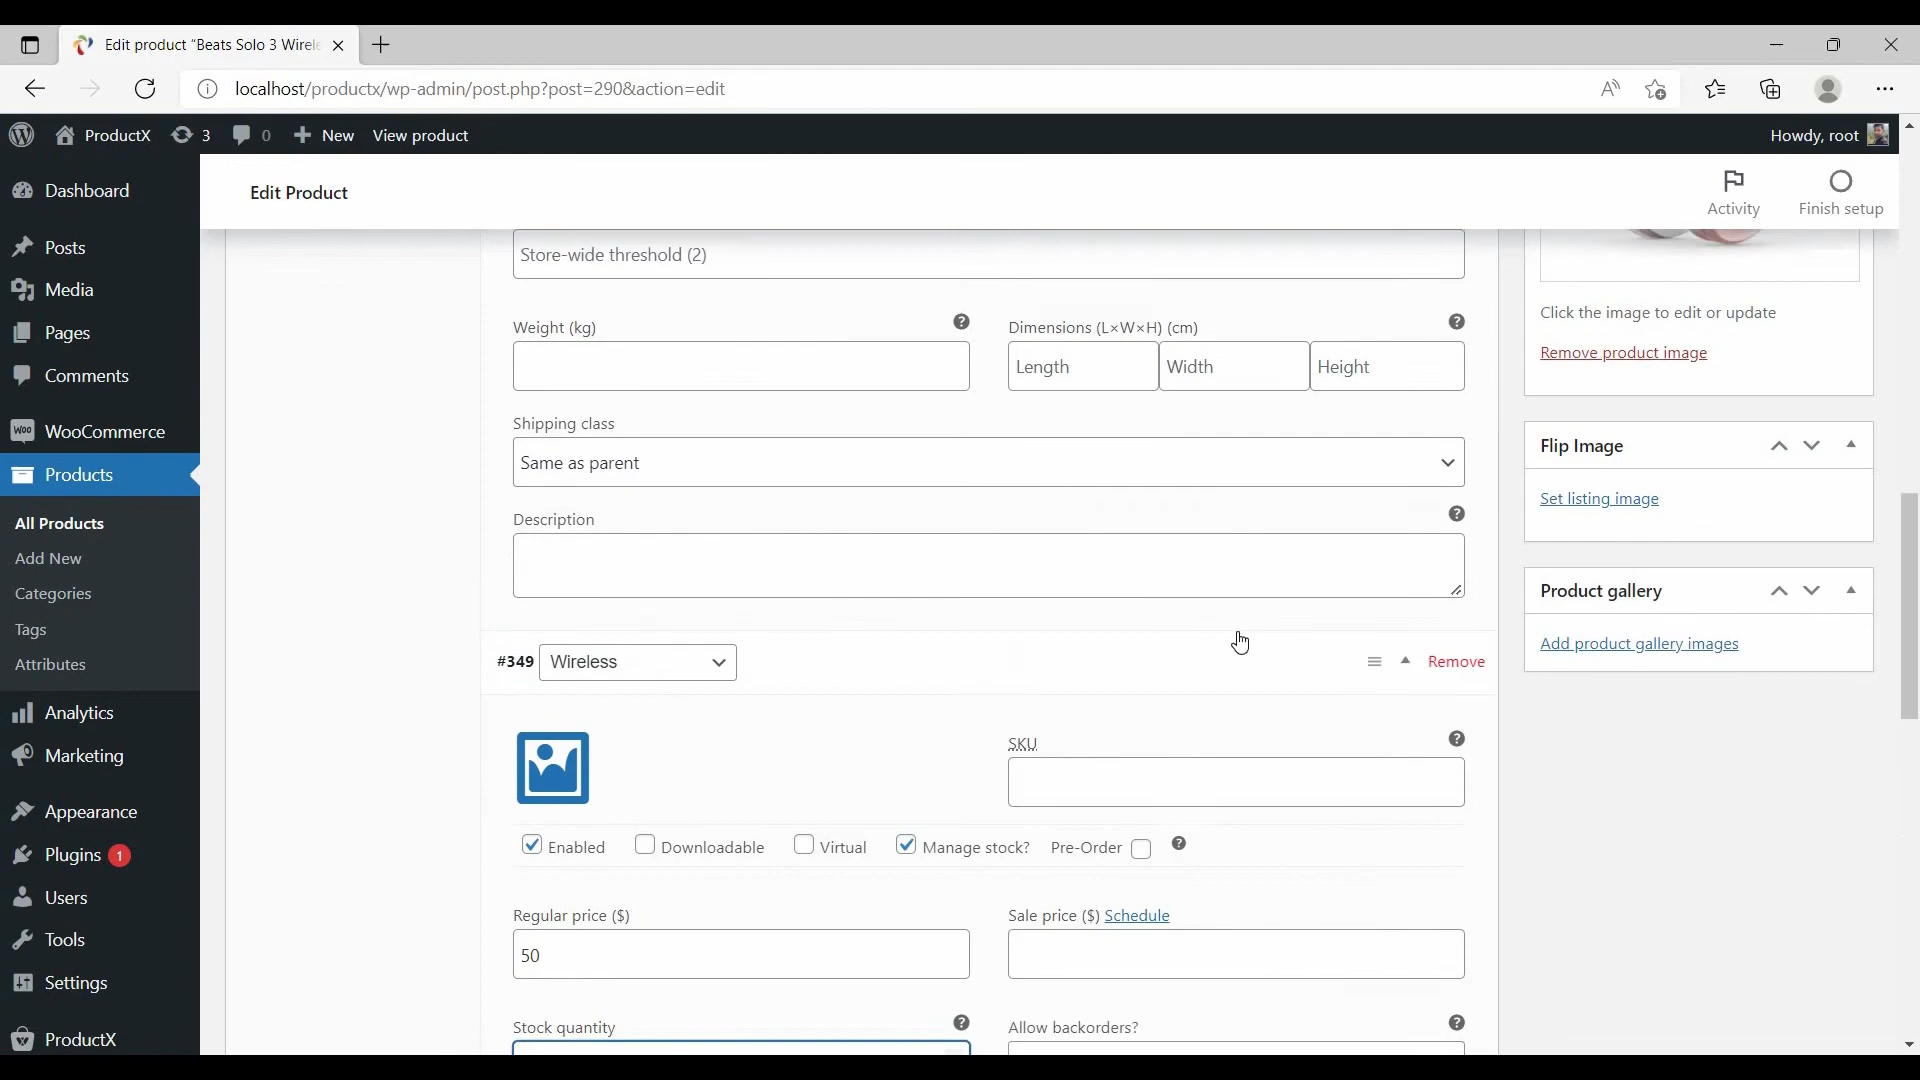 Edit product "Beats Solo 3 Wirele
localhost/productx/wp-admin/post.php?post=290&action=edit
ProductX 3 0 New View product Howdy, root
Dashboard
Posts
Media
Pages
Comments
WooCommerce
Products
All Products
Add New
Categories
Tags
Attributes
Analytics
Marketing
Appearance
Plugins 1
Users
Tools
Settings
ProductX
Edit Product
Activity
Finish setup
Store-wide threshold (2)
Weight (kg)
Dimensions (L×W×H) (cm)
Length Width Height
Shipping class
Same as parent
Description
#349 Wireless Remove
SKU
Enabled Downloadable Virtual Manage stock? Pre-Order
Regular price ($)
50
Sale price ($) Schedule
Stock quantity
Allow backorders?
Click the image to edit or update
Remove product image
Flip Image
Set listing image
Product gallery
Add product gallery images